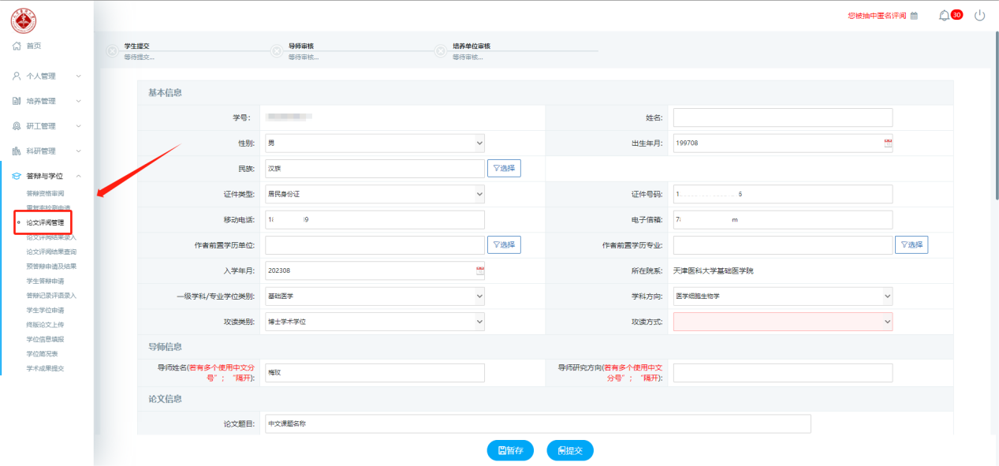 您被抽中匿名评阅
30
首页
个人管理
培养管理
研工管理
科研管理
答辩与学位
答辩资格审阅
重复率检测申请
论文评阅管理
论文评阅结果录入
论文评阅结果查询
预答辩申请及结果
学生答辩申请
答辩记录评语录入
学生学位申请
终版论文上传
学位信息填报
学位简况表
学术成果提交
学生提交
等待提交...
导师审核
等待审核...
培养单位审核
等待审核...
基本信息
学号:
姓名:
性别: 男
出生年月: 199708
民族: 汉族 选择
证件类型: 居民身份证
证件号码: 1 6
移动电话: 1 9
电子信箱: 7 m
作者前置学历单位: 选择
作者前置学历专业: 选择
入学年月: 202308
所在院系: 天津医科大学基础医学院
一级学科/专业学位类别: 基础医学
学科方向: 医学细胞生物学
攻读类别: 博士学术学位
攻读方式:
导师信息
导师姓名(若有多个使用中文分
号”；“隔开): 梅玫
导师研究方向(若有多个使用中文
分号”；“隔开):
论文信息
论文题目: 中文课题名称
暂存
提交